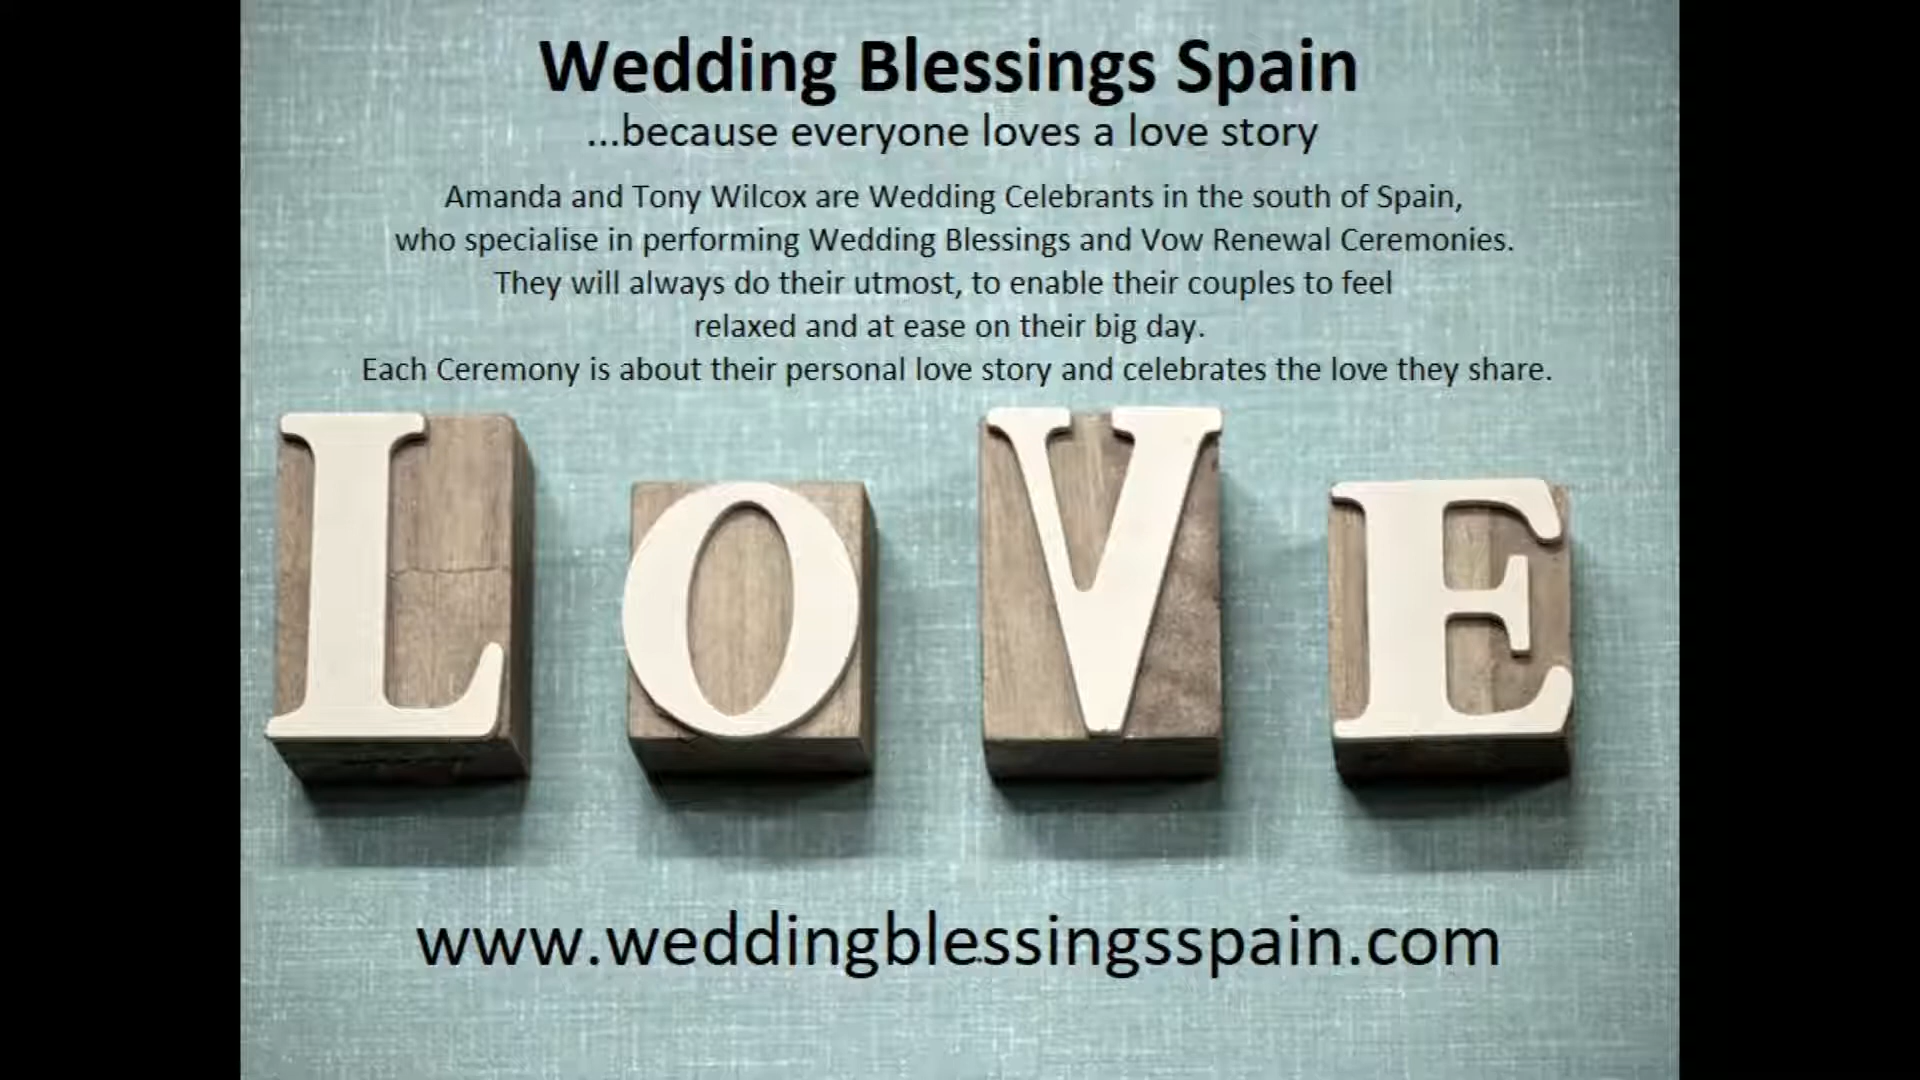 Wedding Blessings Spain
...because everyone loves a love story
Amanda and Tony Wilcox are Wedding Celebrants in the south of Spain,
who specialise in performing Wedding Blessings and Vow Renewal Ceremonies.
They will always do their utmost, to enable their couples to feel
relaxed and at ease on their big day.
Each Ceremony is about their personal love story and celebrates the love they share.
LOVE
www.weddingblessingsspain.com